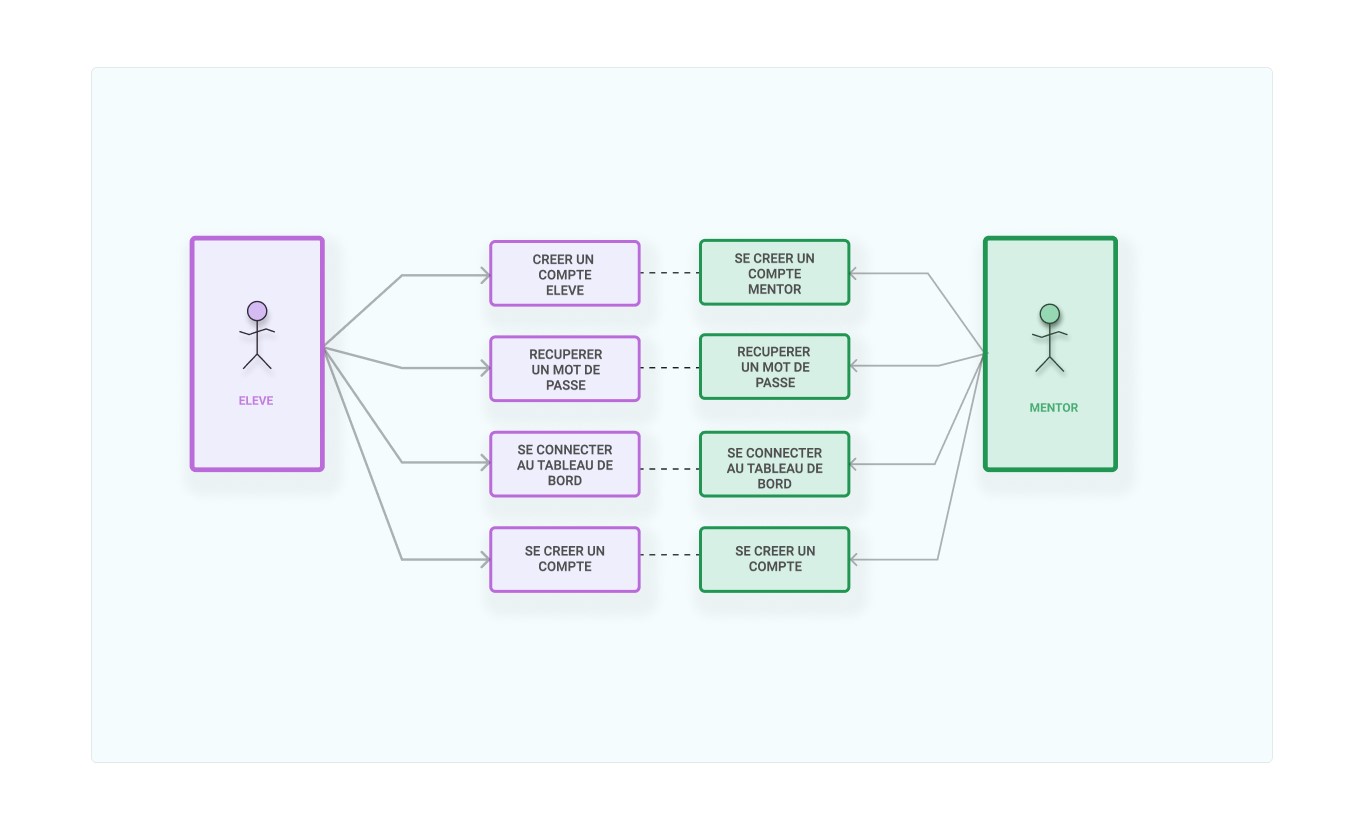 ELEVE
CREER UN
COMPTE
ELEVE
SE CREER UN
COMPTE
MENTOR
RECUPERER
UN MOT DE
PASSE
RECUPERER
UN MOT DE
PASSE
SE CONNECTER
AU TABLEAU DE
BORD
SE CONNECTER
AU TABLEAU DE
BORD
SE CREER UN
COMPTE
SE CREER UN
COMPTE
MENTOR